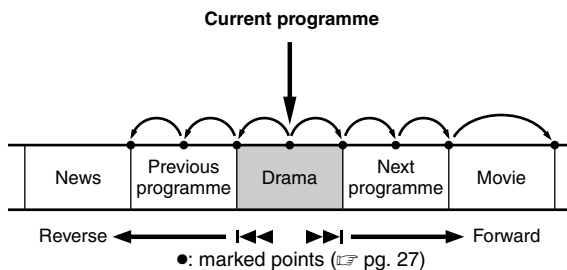 Current programme
News
Previous
programme
Drama
Next
programme
Movie
Reverse
Forward
●: marked points (☞ pg. 27)